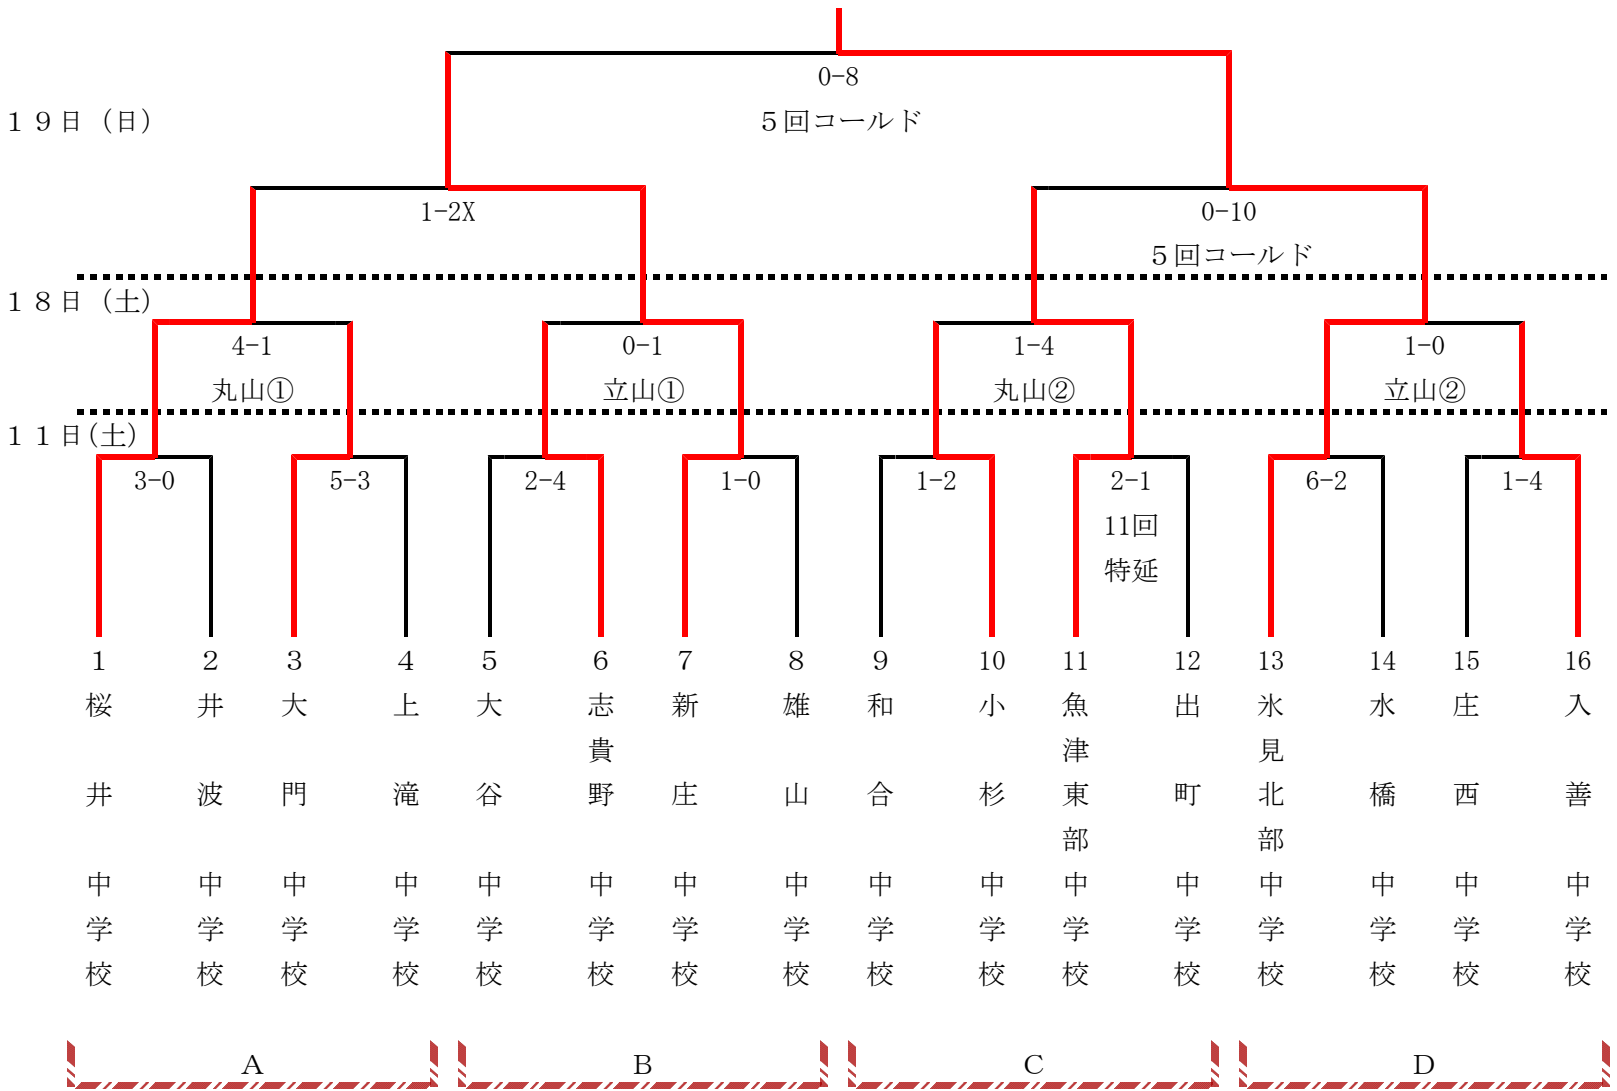 0-8
１９日（日）
５回コールド
1-2X
0-10
５回コールド
１８日（土）
4-1
0-1
1-4
1-0
丸山①
立山①
丸山②
立山②
１１日(土)
3-0
5-3
2-4
1-0
1-2
2-1
6-2
1-4
11回
特延
1
2
3
4
5
6
7
8
9
10
11
12
13
14
15
16
桜井中学校
井波中学校
大門中学校
上滝中学校
大谷中学校
志貴野中学校
新庄中学校
雄山中学校
和合中学校
小杉中学校
魚津東部中学校
出町中学校
氷見北部中学校
水橋中学校
庄西中学校
入善中学校
A
B
C
D